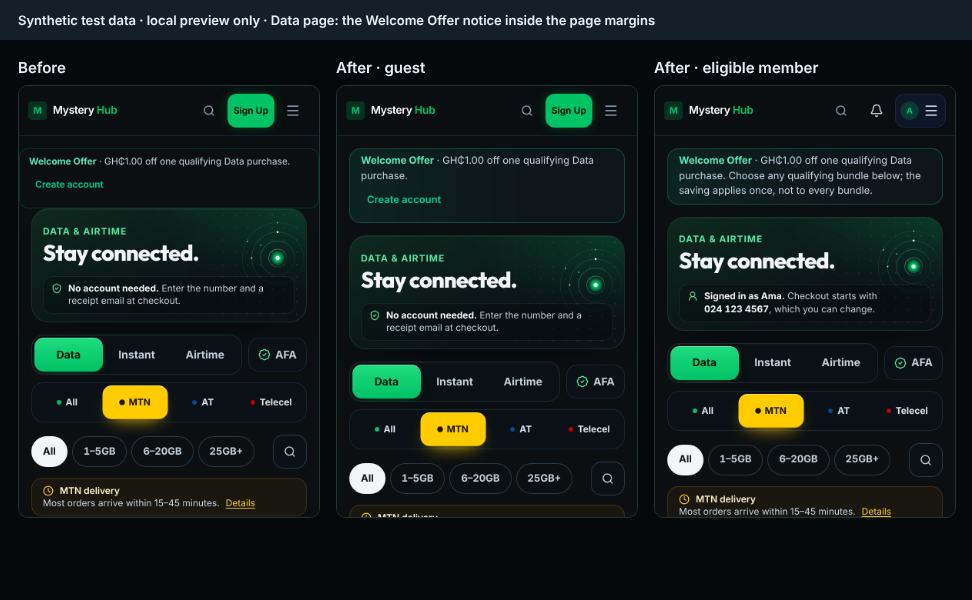 Synthetic test data · local preview only · Data page: the Welcome Offer notice inside the page margins
Before
M Mystery Hub
Sign Up
Welcome Offer · GH₵1.00 off one qualifying Data purchase.
Create account
DATA & AIRTIME
Stay connected.
No account needed. Enter the number and a
receipt email at checkout.
Data Instant Airtime AFA
All MTN AT Telecel
All 1–5GB 6–20GB 25GB+
MTN delivery
Most orders arrive within 15–45 minutes. Details
After · guest
M Mystery Hub
Sign Up
Welcome Offer · GH₵1.00 off one qualifying Data
purchase.
Create account
DATA & AIRTIME
Stay connected.
No account needed. Enter the number and a
receipt email at checkout.
Data Instant Airtime AFA
All MTN AT Telecel
All 1–5GB 6–20GB 25GB+
MTN delivery
After · eligible member
M Mystery Hub
A
Welcome Offer · GH₵1.00 off one qualifying Data
purchase. Choose any qualifying bundle below; the
saving applies once, not to every bundle.
DATA & AIRTIME
Stay connected.
Signed in as Ama. Checkout starts with
024 123 4567, which you can change.
Data Instant Airtime AFA
All MTN AT Telecel
All 1–5GB 6–20GB 25GB+
MTN delivery
Most orders arrive within 15–45 minutes. Details